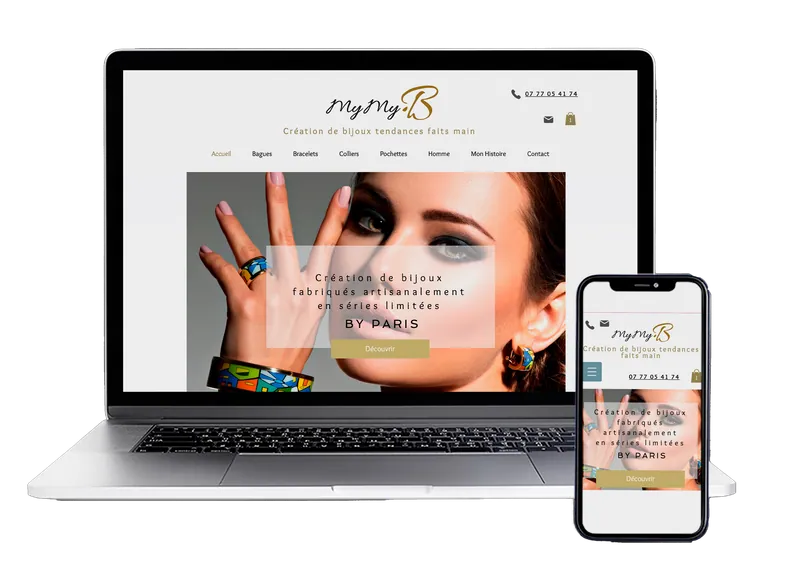 MyMy.B
07 77 05 41 74
Création de bijoux tendances faits main
Accueil Bagues Bracelets Colliers Pochettes Homme Mon Histoire Contact
Création de bijoux
fabriqués artisanalement
en séries limitées
BY PARIS
Découvrir
MyMy.B
Création de bijoux tendances
faits main
07 77 05 41 74
Création de bijoux
fabriqués
artisanalement
en séries limitées
BY PARIS
Découvrir